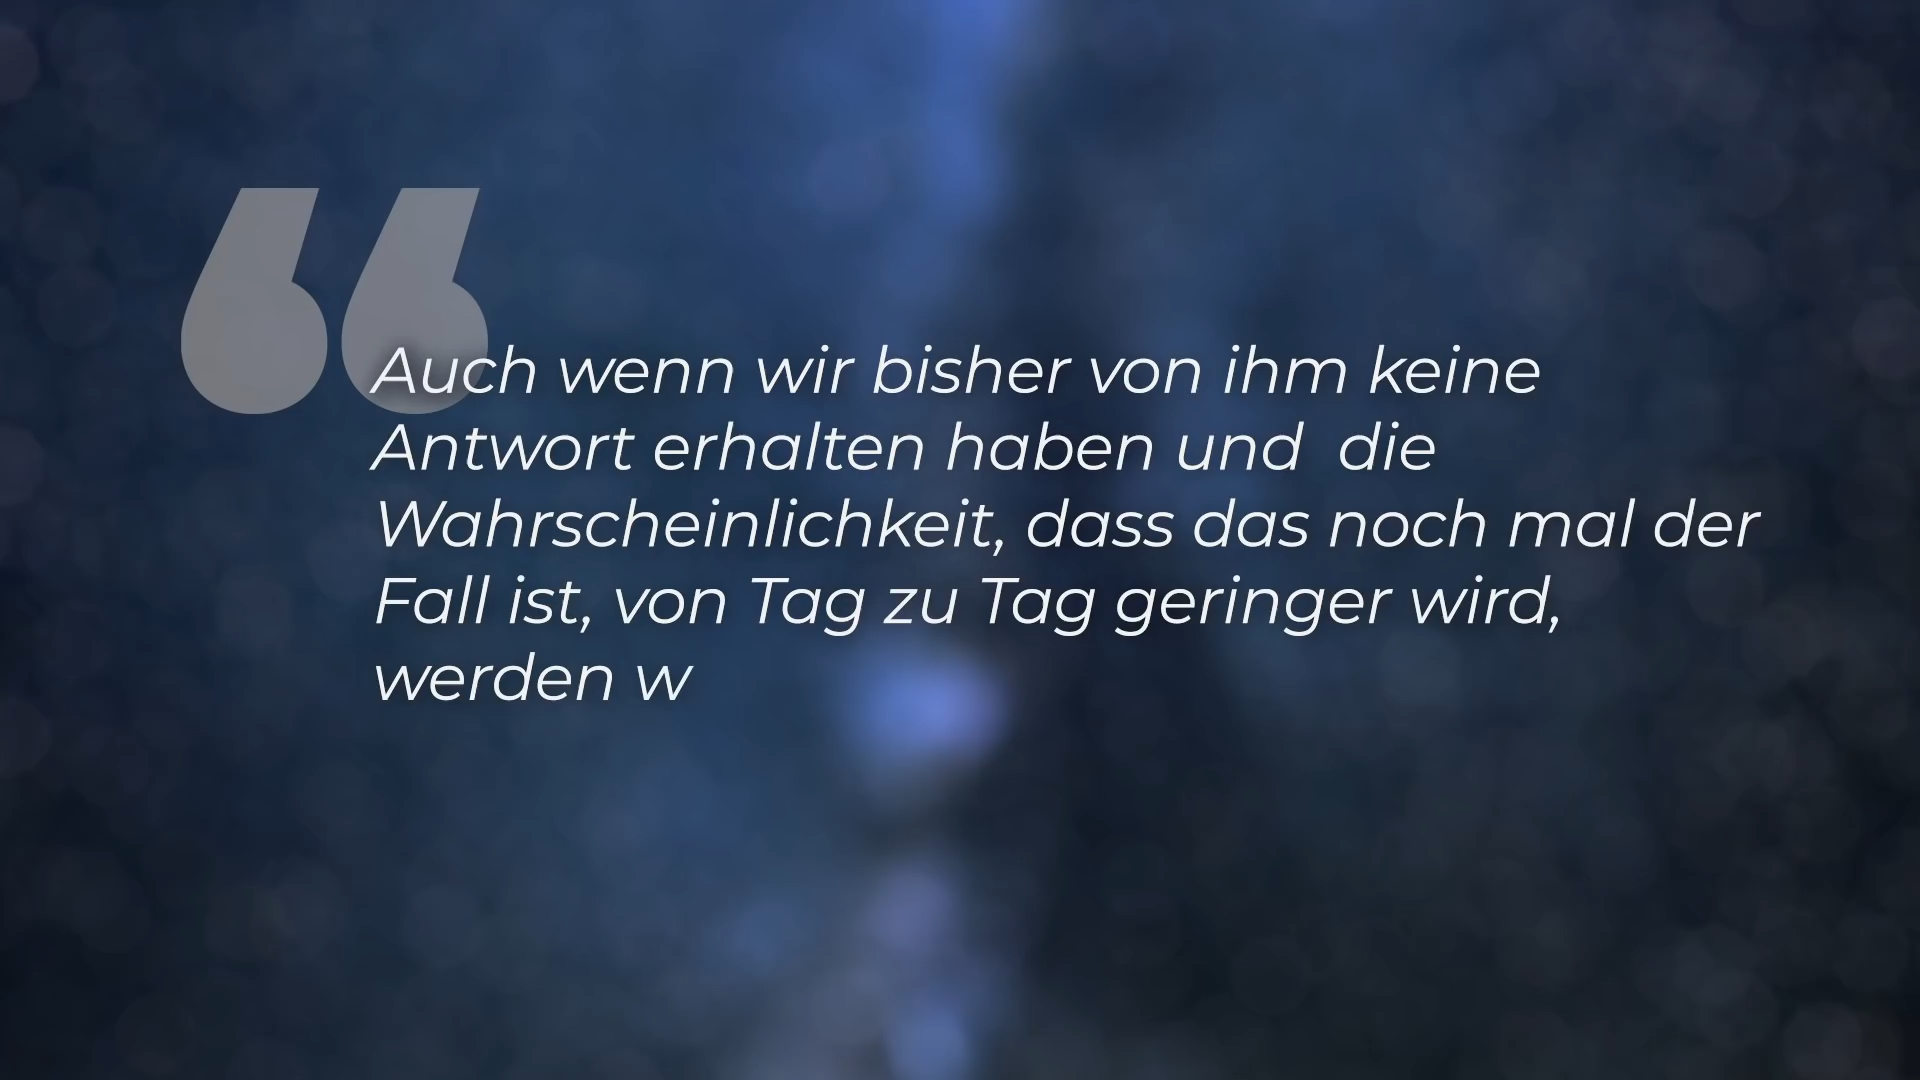 Auch wenn wir bisher von ihm keine
Antwort erhalten haben und  die
Wahrscheinlichkeit, dass das noch mal der
Fall ist, von Tag zu Tag geringer wird,
werden w